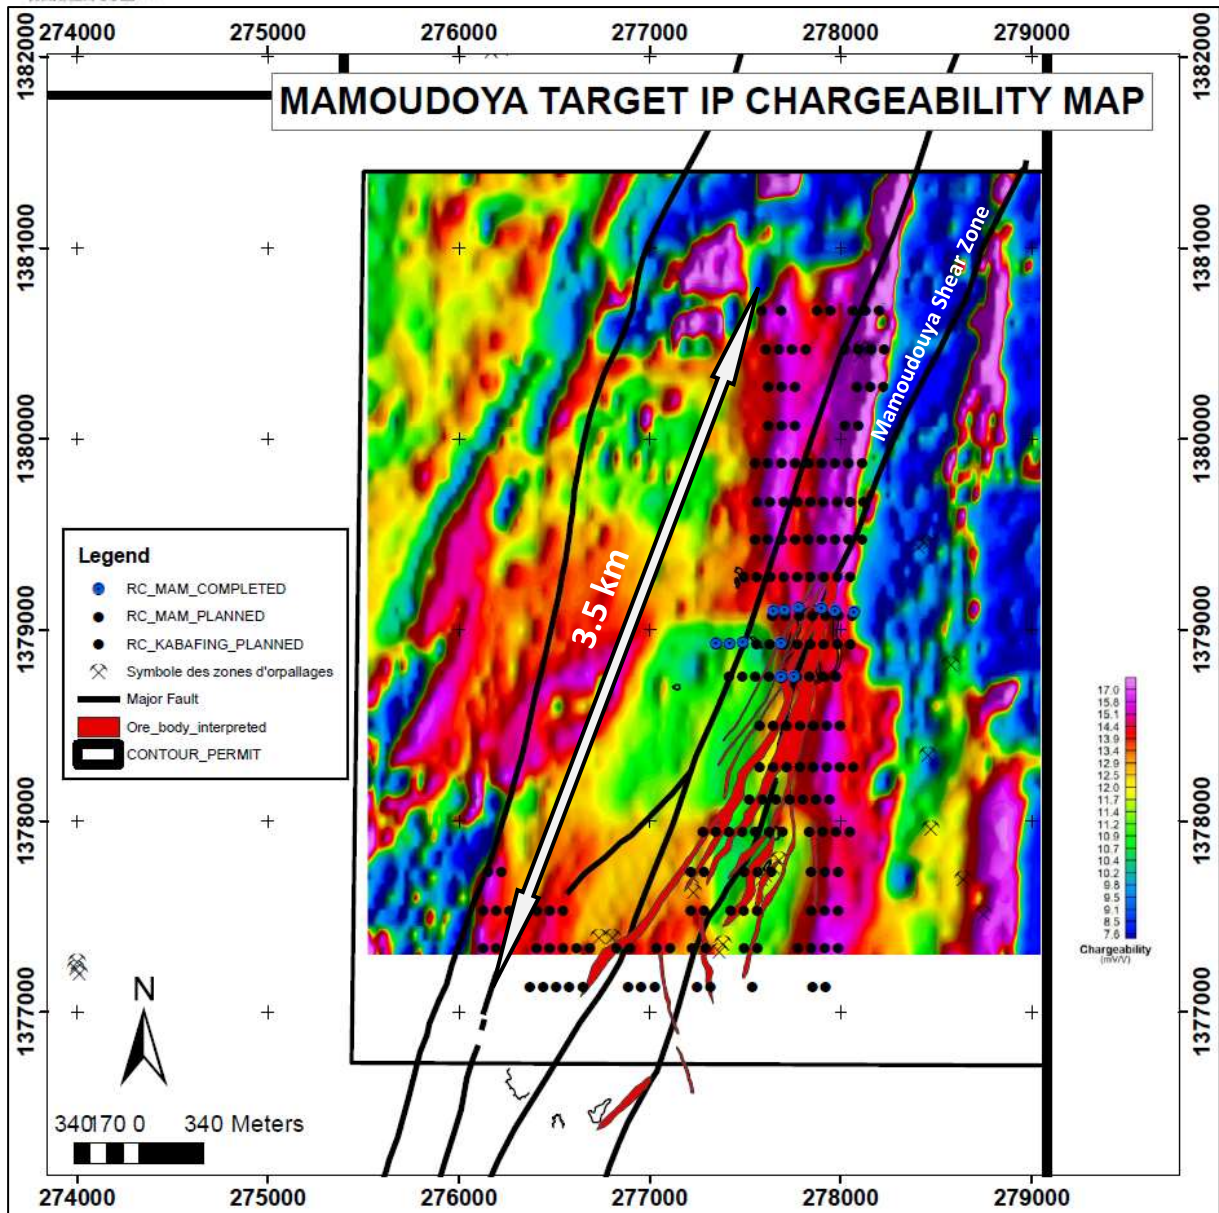 274000 275000 276000 277000 278000 279000
MAMOUDOYA TARGET IP CHARGEABILITY MAP
1382000
1381000
1380000
1379000
1378000
1377000
1382000
1381000
1380000
1379000
1378000
1377000
Mamoudouya Shear Zone
3.5 km
Legend
RC_MAM_COMPLETED
RC_MAM_PLANNED
RC_KABAFING_PLANNED
Symbole des zones d'orpallages
Major Fault
Ore_body_interpreted
CONTOUR_PERMIT
17.0
15.8
15.1
14.4
13.9
13.4
12.9
12.5
12.0
11.7
11.4
10.9
10.7
10.4
10.2
9.8
9.5
9.1
8.5
7.6
Chargeability
(mV/V)
N
340 170 0 340 Meters
274000 275000 276000 277000 278000 279000